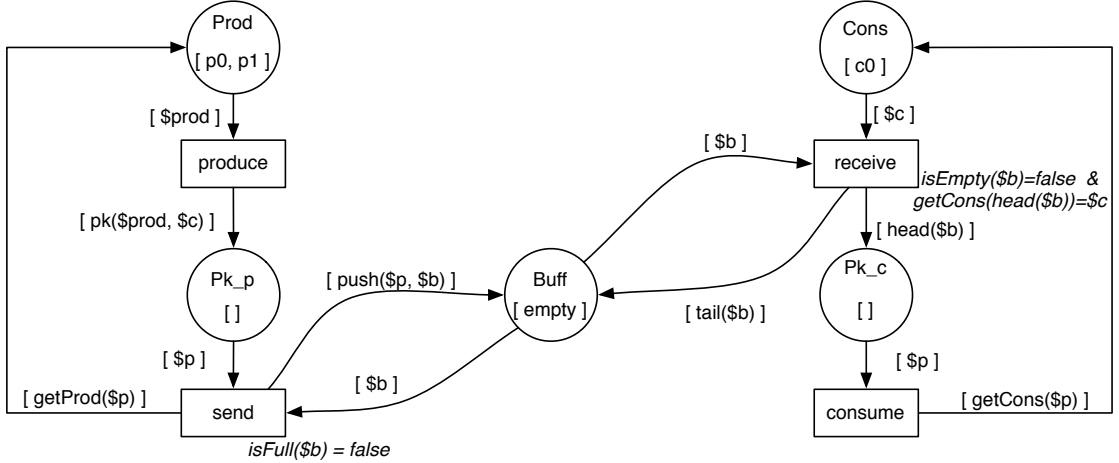 Prod
[ p0, p1 ]
[ $prod ]
produce
[ pk($prod, $c) ]
Pk_p
[ ]
[ $p ]
[ getProd($p) ]
send
isFull($b) = false
[ push($p, $b) ]
[ $b ]
Buff
[ empty ]
[ $b ]
[ tail($b) ]
Cons
[ c0 ]
[ $c ]
receive
isEmpty($b)=false &
getCons(head($b))=$c
[ head($b) ]
Pk_c
[ ]
[ $p ]
consume
[ getCons($p) ]